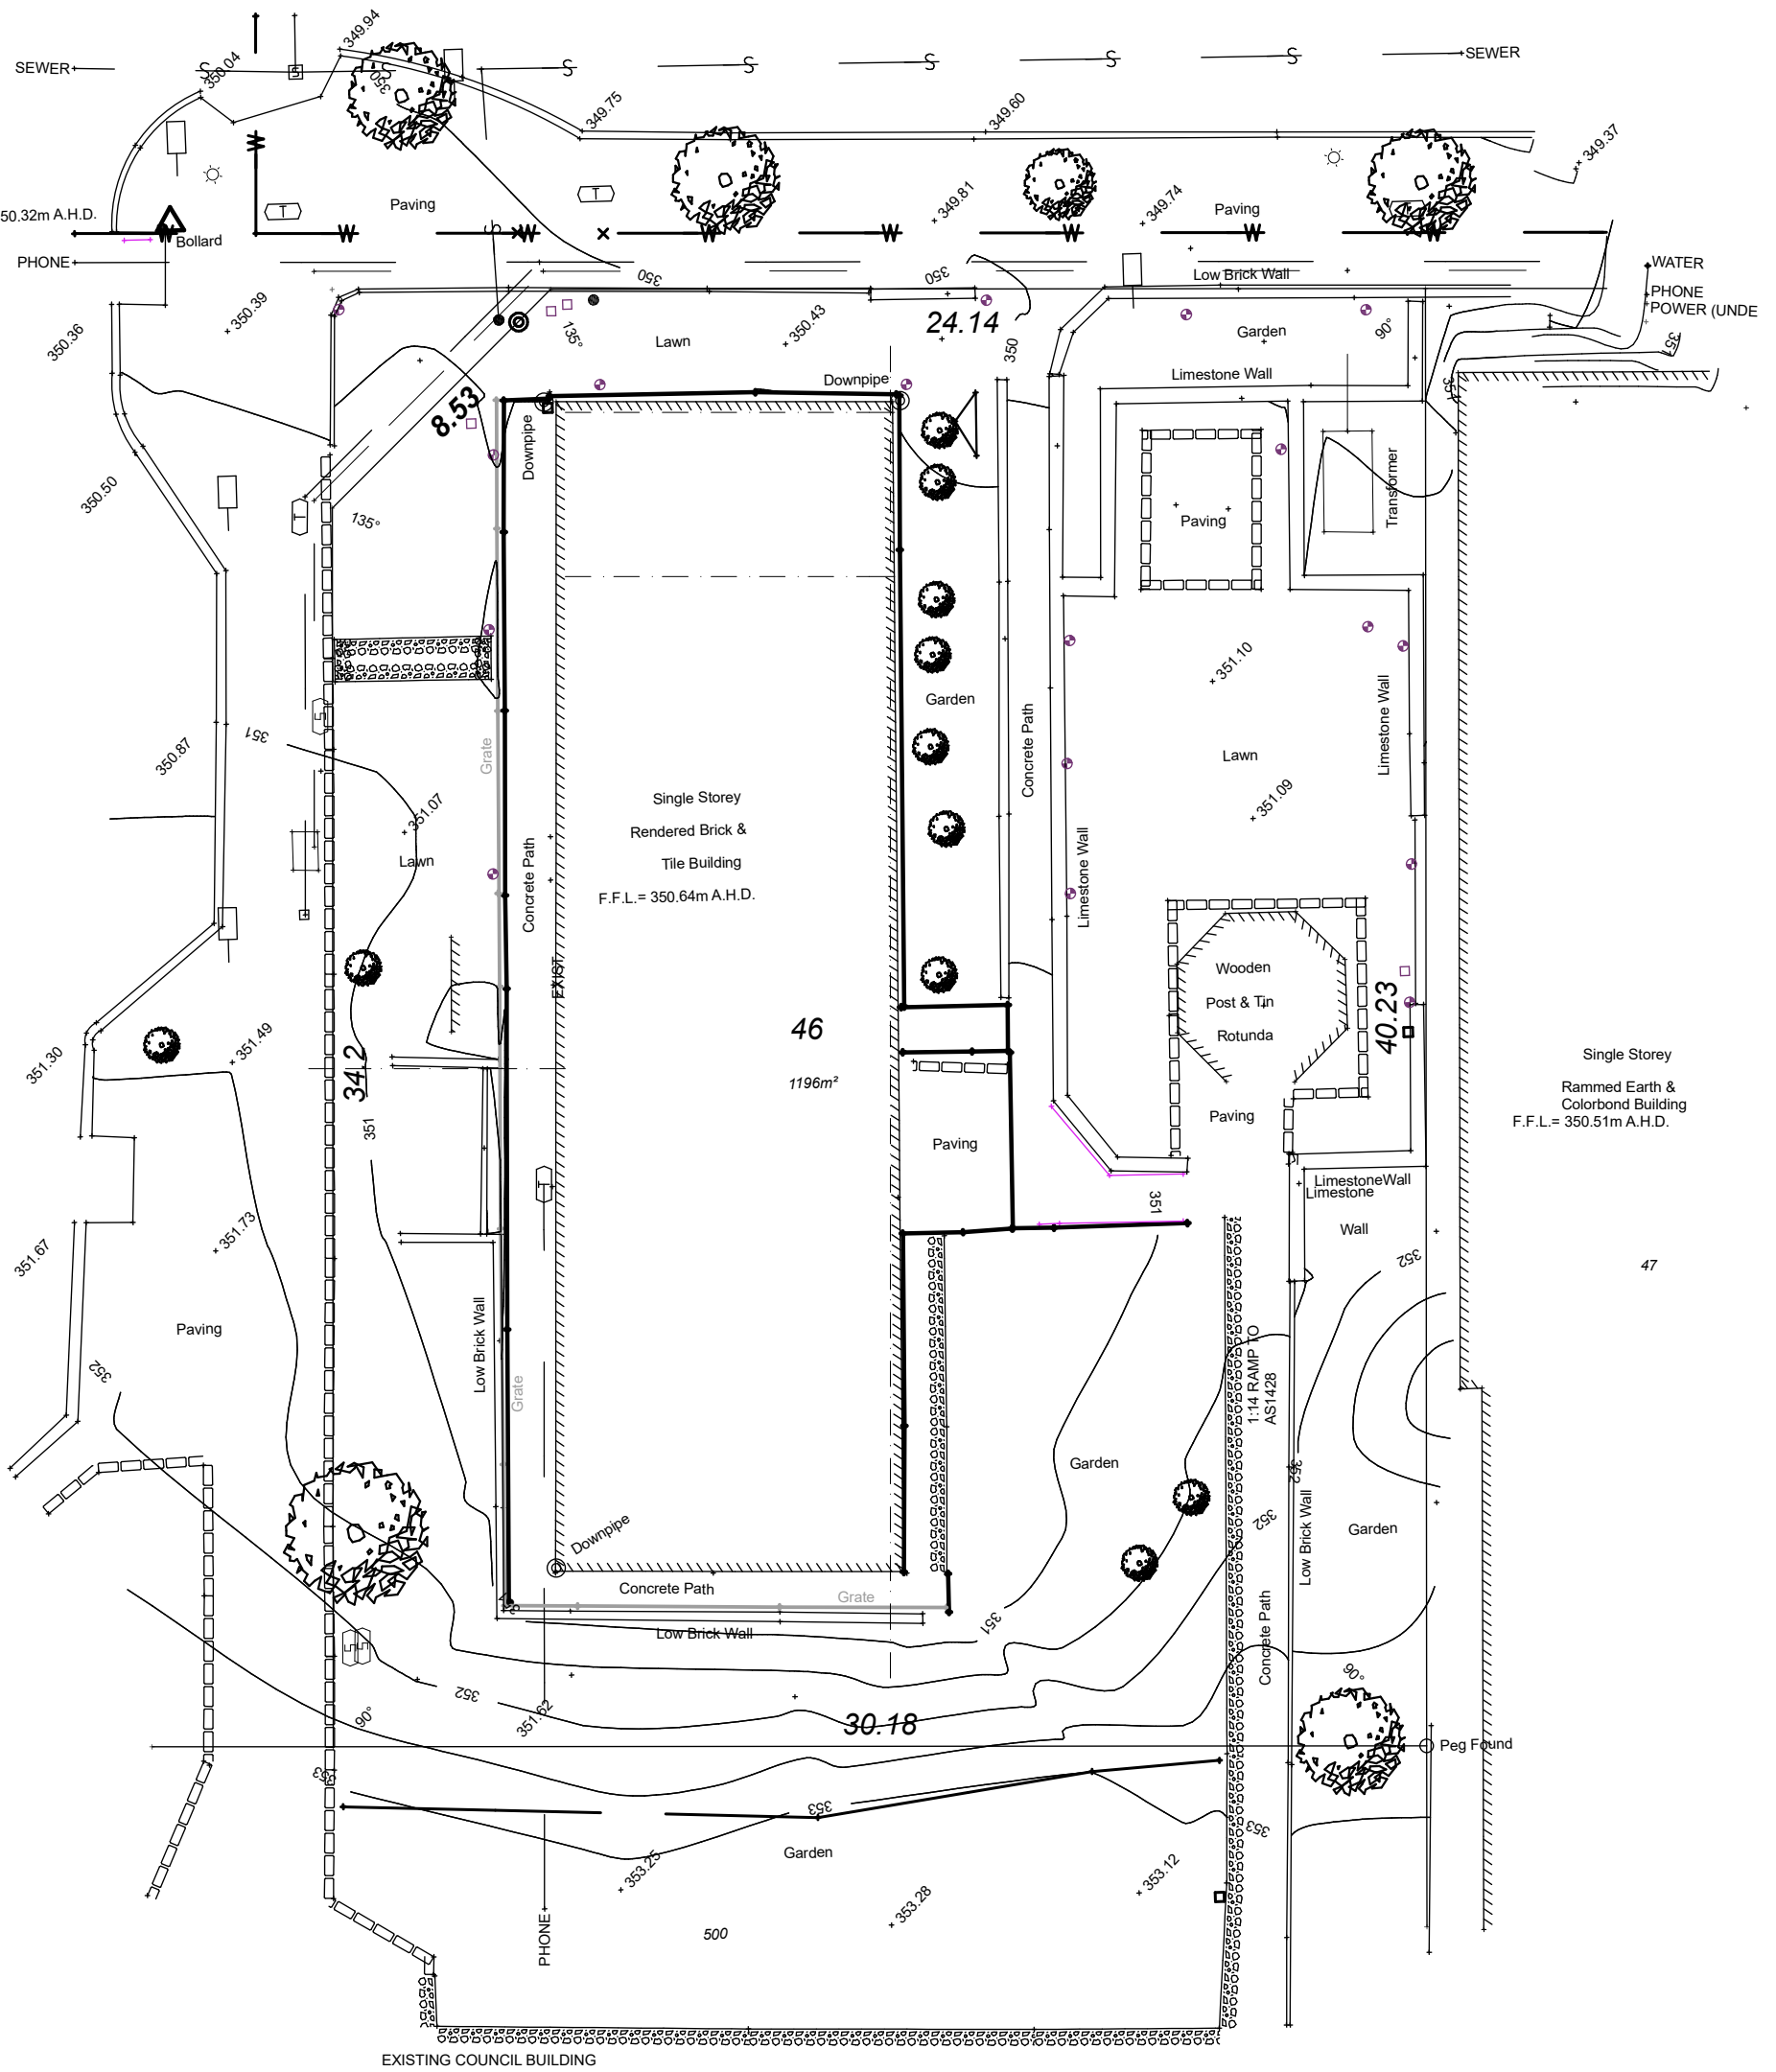 349.94
SEWER
S
350.04
S
S
350
S
S
S
S
S
S
SEWER
349.75
349.60
349.37
W
T
T
Paving
349.81
349.74
Paving
50.32m A.H.D.
W
Bollard
W
W
W
W
W
W
W
S
PHONE
350
350
Low Brick Wall
WATER
PHONE
POWER (UNDE
350.39
350.36
135°
Lawn
350.43
24.14
350
Garden
90°
351
Downpipe
Limestone Wall
351
8.53
Downpipe
Transformer
350.50
T
135°
Paving
351.10
S
351
350.87
Grate
Garden
Concrete Path
Limestone Wall
Lawn
351.09
Single Storey
Rendered Brick &
Tile Building
F.F.L.= 350.64m A.H.D.
351.07
Lawn
Concrete Path
Limestone Wall
EXIST
Wooden
Post & Tin
Rotunda
40.23
46
1196m²
351.49
351.30
34.2
351
Single Storey
Rammed Earth &
Colorbond Building
F.F.L.= 350.51m A.H.D.
Paving
Paving
T
LimestoneWall
Limestone
Wall
351
352
47
351.73
351.67
Paving
352
Low Brick Wall
Grate
1:14 RAMP TO
AS1428
Garden
352
352
Low Brick Wall
Garden
Downpipe
Concrete Path
Grate
Low Brick Wall
351
Concrete Path
S
S
352
351.62
90°
30.18
90°
Peg Found
353
353
353
Garden
353.25
353.28
353.12
500
PHONE
EXISTING COUNCIL BUILDING